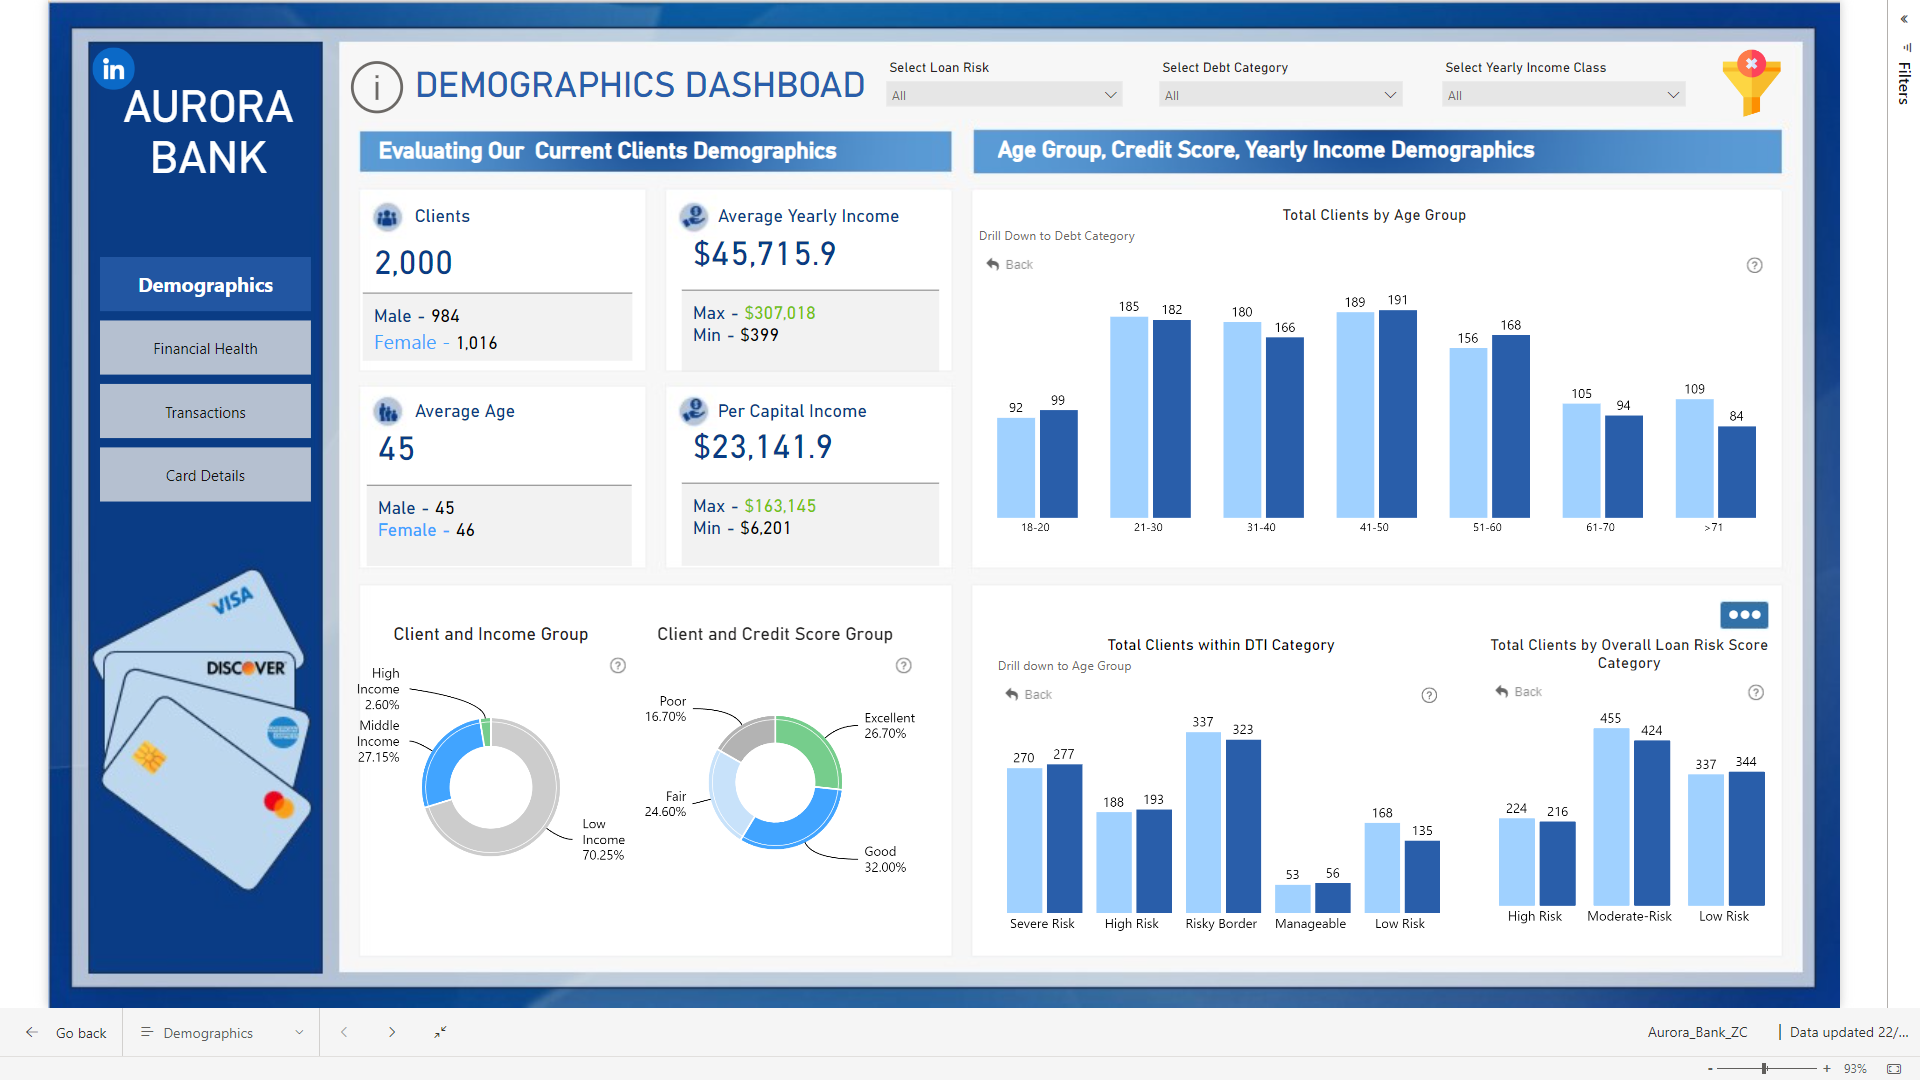 in
AURORA
BANK
Demographics
Financial Health
Transactions
Card Details
VISA
DISCOVER
i
DEMOGRAPHICS DASHBOAD
Select Loan Risk
All
Select Debt Category
All
Select Yearly Income Class
All
Filters
Evaluating Our Current Clients Demographics
Clients
2,000
Male - 984
Female - 1,016
Average Yearly Income
$45,715.9
Max - $307,018
Min - $399
Average Age
45
Male - 45
Female - 46
Per Capital Income
$23,141.9
Max - $163,145
Min - $6,201
Client and Income Group
?
High
Income
2.60%
Middle
Income
27.15%
Low
Income
70.25%
Client and Credit Score Group
?
Poor
16.70%
Excellent
26.70%
Fair
24.60%
Good
32.00%
Age Group, Credit Score, Yearly Income Demographics
Total Clients by Age Group
Drill Down to Debt Category
Back
?
92 99 185 182 180 166 189 191 156 168 105 94 109 84
18-20 21-30 31-40 41-50 51-60 61-70 >71
Total Clients within DTI Category
Drill down to Age Group
Back
?
270 277 188 193 337 323 53 56 168 135
Severe Risk High Risk Risky Border Manageable Low Risk
Total Clients by Overall Loan Risk Score
Category
Back
?
224 216 455 424 337 344
High Risk Moderate-Risk Low Risk
Go back
Demographics
Aurora_Bank_ZC | Data updated 22/...
- + 93%